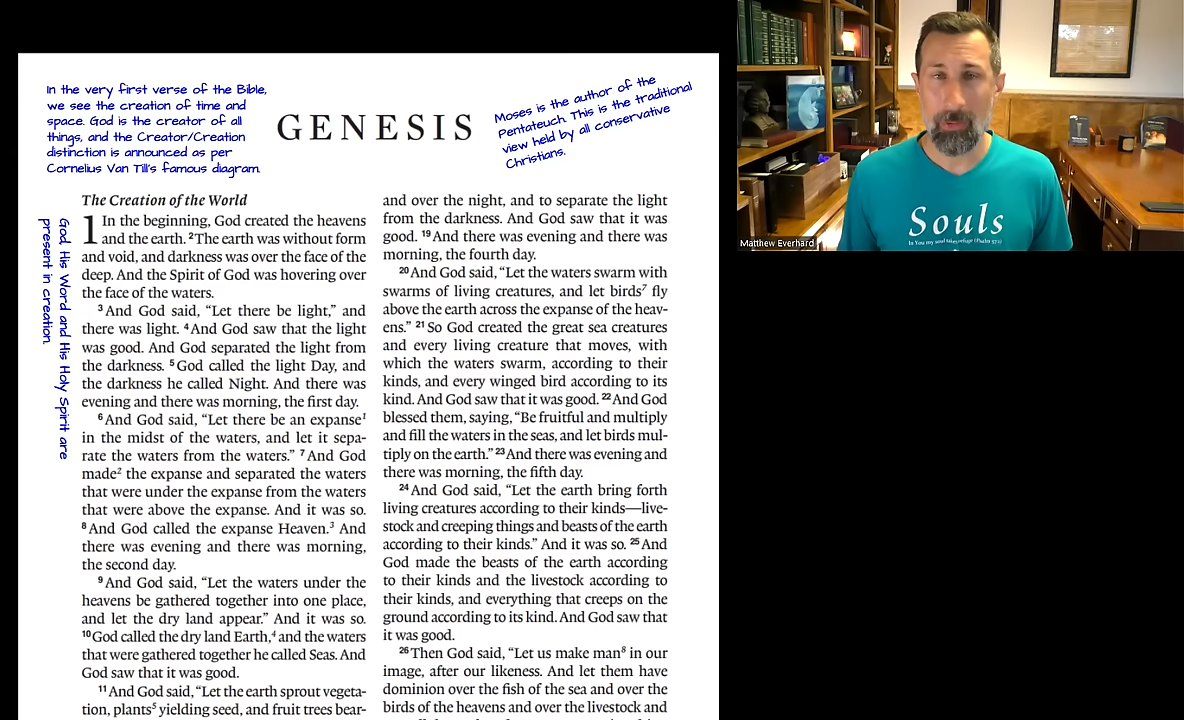 In the very first verse of the Bible,
we see the creation of time and
space. God is the creator of all
things, and the Creator/Creation
distinction is announced as per
Cornelius Van Till's famous diagram.
GENESIS
Moses is the author of the
Pentateuch. This is the traditional
view held by all conservative
Christians.
God, His Word and His Holy Spirit are
present in creation.
The Creation of the World
1 In the beginning, God created the heavens
and the earth. 2 The earth was without form
and void, and darkness was over the face of the
deep. And the Spirit of God was hovering over
the face of the waters.
3 And God said, “Let there be light,” and
there was light. 4 And God saw that the light
was good. And God separated the light from
the darkness. 5 God called the light Day, and
the darkness he called Night. And there was
evening and there was morning, the first day.
6 And God said, “Let there be an expanse1
in the midst of the waters, and let it sepa-
rate the waters from the waters.” 7 And God
made2 the expanse and separated the waters
that were under the expanse from the waters
that were above the expanse. And it was so.
8 And God called the expanse Heaven.3 And
there was evening and there was morning,
the second day.
9 And God said, “Let the waters under the
heavens be gathered together into one place,
and let the dry land appear.” And it was so.
10 God called the dry land Earth,4 and the waters
that were gathered together he called Seas. And
God saw that it was good.
11 And God said, “Let the earth sprout vegeta-
tion, plants5 yielding seed, and fruit trees bear-
and over the night, and to separate the light
from the darkness. And God saw that it was
good. 19 And there was evening and there was
morning, the fourth day.
20 And God said, “Let the waters swarm with
swarms of living creatures, and let birds7 fly
above the earth across the expanse of the heav-
ens.” 21 So God created the great sea creatures
and every living creature that moves, with
which the waters swarm, according to their
kinds, and every winged bird according to its
kind. And God saw that it was good. 22 And God
blessed them, saying, “Be fruitful and multiply
and fill the waters in the seas, and let birds mul-
tiply on the earth.” 23 And there was evening and
there was morning, the fifth day.
24 And God said, “Let the earth bring forth
living creatures according to their kinds—live-
stock and creeping things and beasts of the earth
according to their kinds.” And it was so. 25 And
God made the beasts of the earth according
to their kinds and the livestock according to
their kinds, and everything that creeps on the
ground according to its kind. And God saw that
it was good.
26 Then God said, “Let us make man8 in our
image, after our likeness. And let them have
dominion over the fish of the sea and over the
birds of the heavens and over the livestock and
Souls
In You my soul takes refuge (Psalm 57:1)
Matthew Everhard